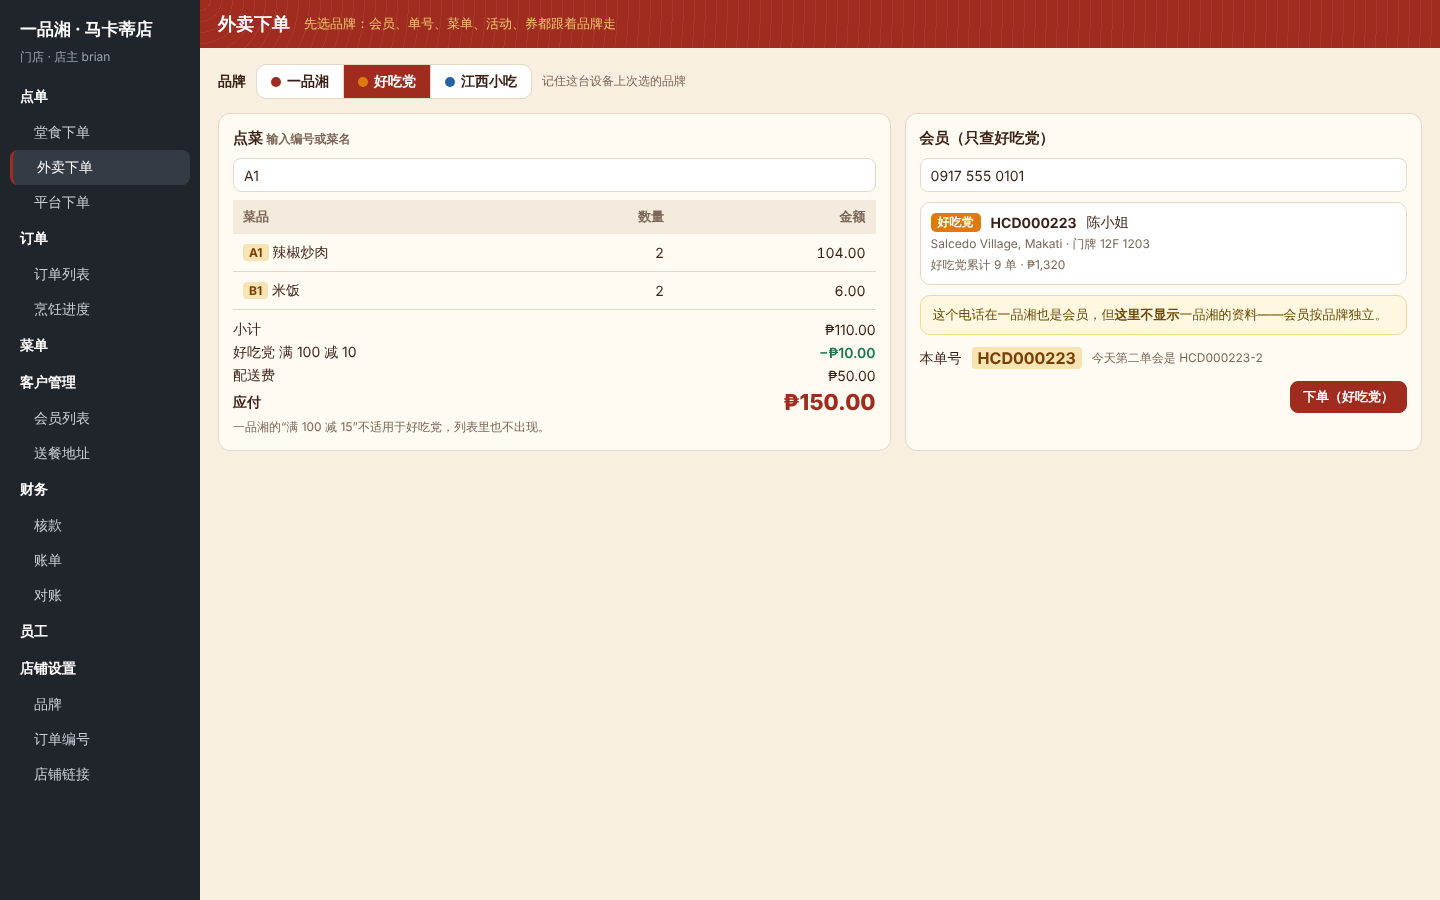 一品湘 · 马卡蒂店
门店 · 店主 brian
点单
堂食下单
外卖下单
平台下单
订单
订单列表
烹饪进度
菜单
客户管理
会员列表
送餐地址
财务
核款
账单
对账
员工
店铺设置
品牌
订单编号
店铺链接
外卖下单 先选品牌：会员、单号、菜单、活动、券都跟着品牌走
品牌 一品湘 好吃党 江西小吃 记住这台设备上次选的品牌
点菜 输入编号或菜名
A1
菜品 数量 金额
A1 辣椒炒肉 2 104.00
B1 米饭 2 6.00
小计 ₱110.00
好吃党 满 100 减 10 −₱10.00
配送费 ₱50.00
应付 ₱150.00
一品湘的“满 100 减 15”不适用于好吃党，列表里也不出现。
会员（只查好吃党）
0917 555 0101
好吃党 HCD000223 陈小姐
Salcedo Village, Makati · 门牌 12F 1203
好吃党累计 9 单 · ₱1,320
这个电话在一品湘也是会员，但这里不显示一品湘的资料——会员按品牌独立。
本单号 HCD000223 今天第二单会是 HCD000223-2
下单（好吃党）